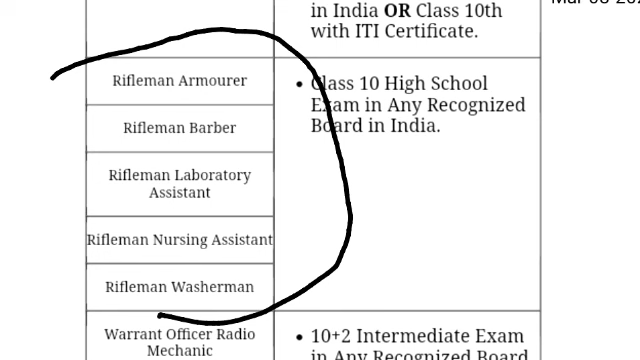 in India OR Class 10th
with ITI Certificate.
Rifleman Armourer
Class 10 High School
Exam in Any Recognized
Board in India.
Rifleman Barber
Rifleman Laboratory
Assistant
Rifleman Nursing Assistant
Rifleman Washerman
Warrant Officer Radio
Mechanic
10+2 Intermediate Exam
in Any Recognized Board